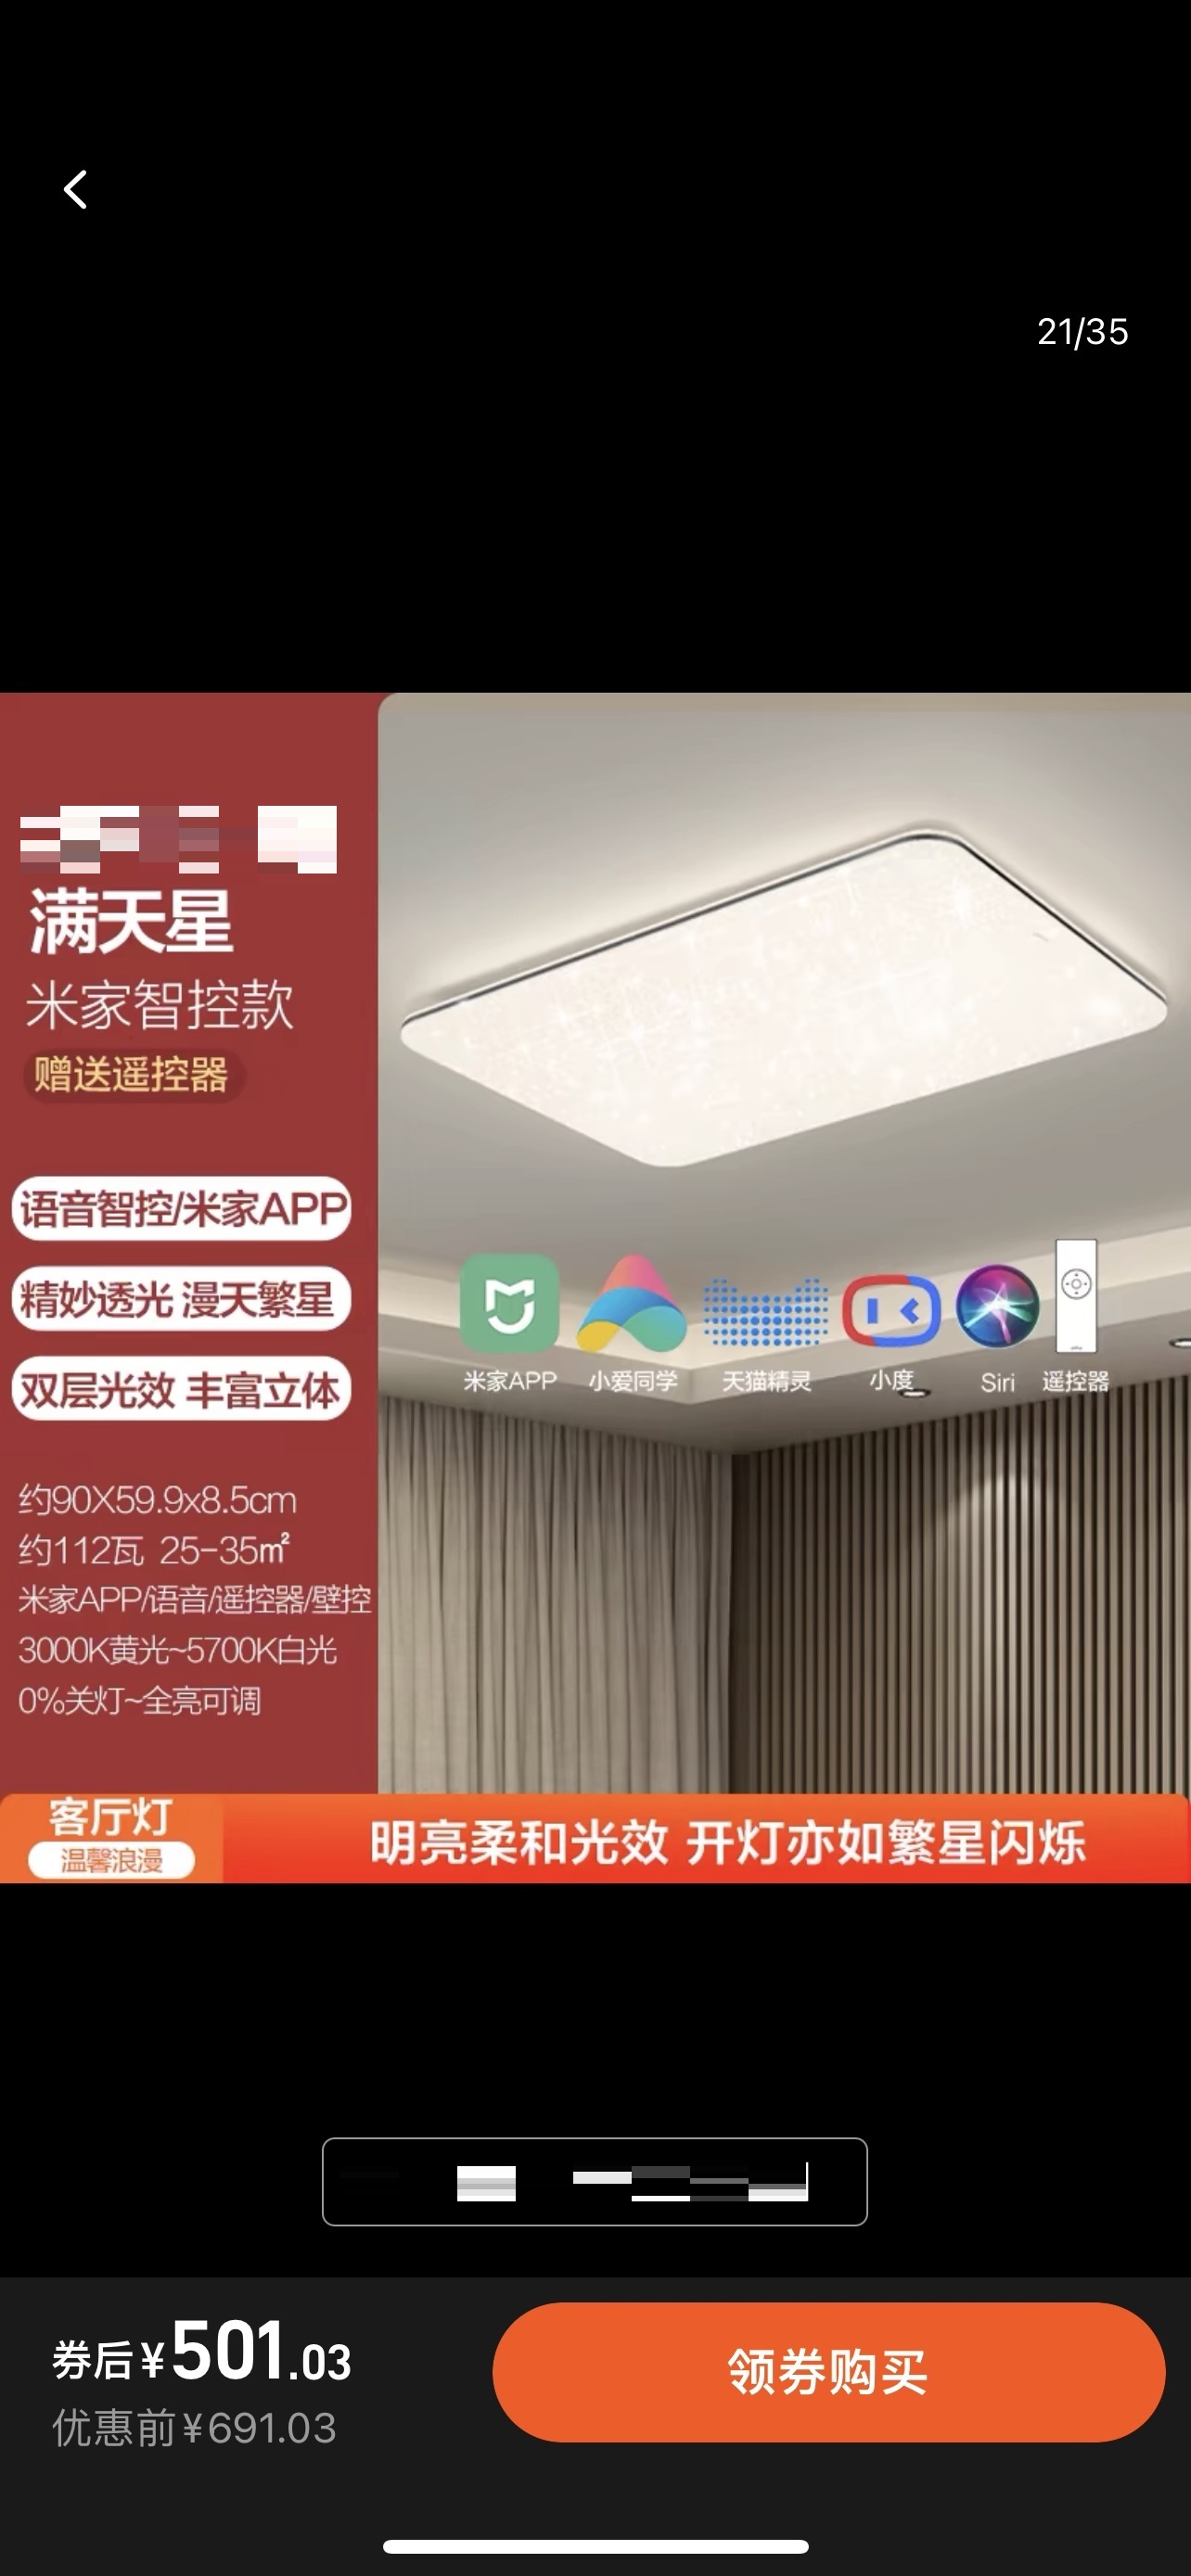 21/35
满天星
米家智控款
赠送遥控器
语音智控/米家APP
精妙透光 漫天繁星
双层光效 丰富立体
米家APP 小爱同学 天猫精灵 小度 Siri 遥控器
约90X59.9x8.5cm
约112瓦 25-35㎡
米家APP/语音/遥控器/壁控
3000K黄光~5700K白光
0%关灯~全亮可调
客厅灯
温馨浪漫
明亮柔和光效 开灯亦如繁星闪烁
券后¥501.03
优惠前¥691.03
领券购买